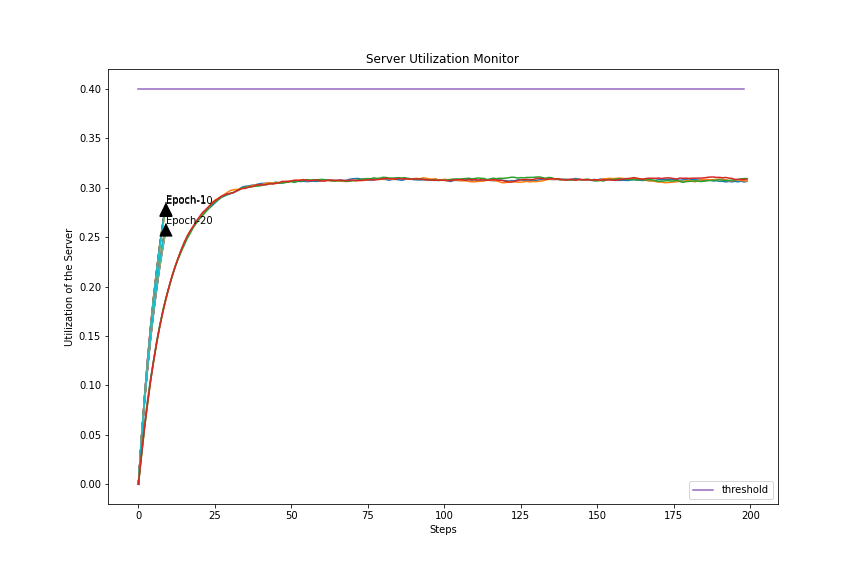 Server Utilization Monitor
0.40
0.35
0.30
0.25
0.20
0.15
0.10
0.05
0.00
Utilization of the Server
Epoch-10
Epoch-1
Epoch-20
threshold
0
25
50
75
100
125
150
175
200
Steps